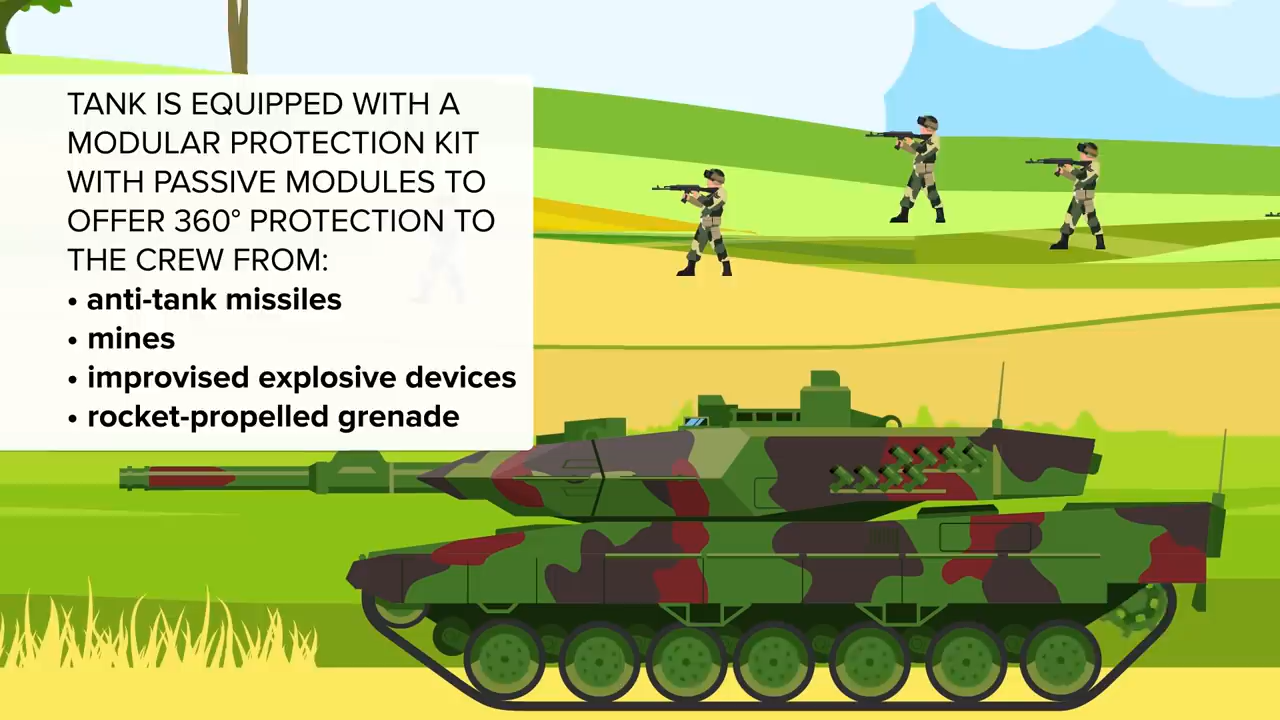 TANK IS EQUIPPED WITH A
MODULAR PROTECTION KIT
WITH PASSIVE MODULES TO
OFFER 360° PROTECTION TO
THE CREW FROM:
• anti-tank missiles
• mines
• improvised explosive devices
• rocket-propelled grenade